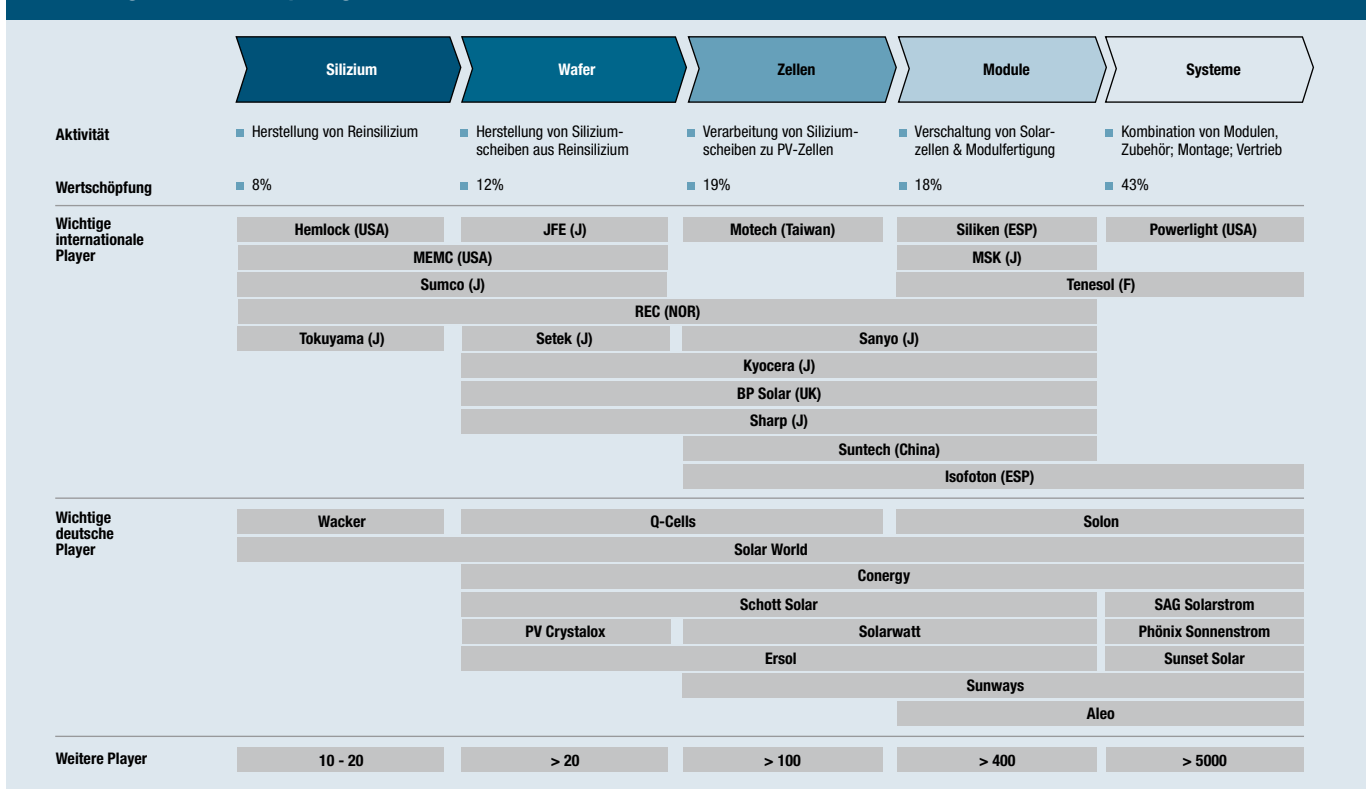 Silizium
Wafer
Zellen
Module
Systeme
Aktivität
Herstellung von Reinsilizium
Herstellung von Silizium-
scheiben aus Reinsilizium
Verarbeitung von Silizium-
scheiben zu PV-Zellen
Verschaltung von Solar-
zellen & Modulfertigung
Kombination von Modulen,
Zubehör; Montage; Vertrieb
Wertschöpfung
8%
12%
19%
18%
43%
Wichtige
internationale
Player
Hemlock (USA)
JFE (J)
Motech (Taiwan)
Siliken (ESP)
Powerlight (USA)
MEMC (USA)
MSK (J)
Sumco (J)
Tenesol (F)
REC (NOR)
Tokuyama (J)
Setek (J)
Sanyo (J)
Kyocera (J)
BP Solar (UK)
Sharp (J)
Suntech (China)
Isofoton (ESP)
Wichtige
deutsche
Player
Wacker
Q-Cells
Solon
Solar World
Conergy
Schott Solar
SAG Solarstrom
PV Crystalox
Solarwatt
Phönix Sonnenstrom
Ersol
Sunset Solar
Sunways
Aleo
Weitere Player
10 - 20
> 20
> 100
> 400
> 5000